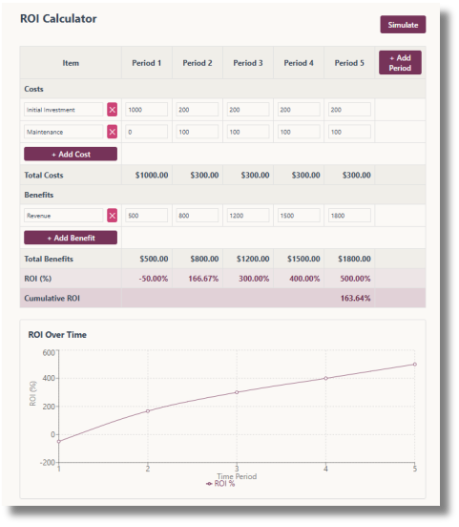 ROI Calculator
Simulate
Item Period 1 Period 2 Period 3 Period 4 Period 5 + Add Period
Costs
Initial Investment × 1000 200 200 200 200
Maintenance × 0 100 100 100 100
+ Add Cost
Total Costs $1000.00 $300.00 $300.00 $300.00 $300.00
Benefits
Revenue × 500 800 1200 1500 1800
+ Add Benefit
Total Benefits $500.00 $800.00 $1200.00 $1500.00 $1800.00
ROI (%) -50.00% 166.67% 300.00% 400.00% 500.00%
Cumulative ROI 163.64%
ROI Over Time
600
400
200
0
-200
ROI (%)
1 2 3 4 5
Time Period
ROI %